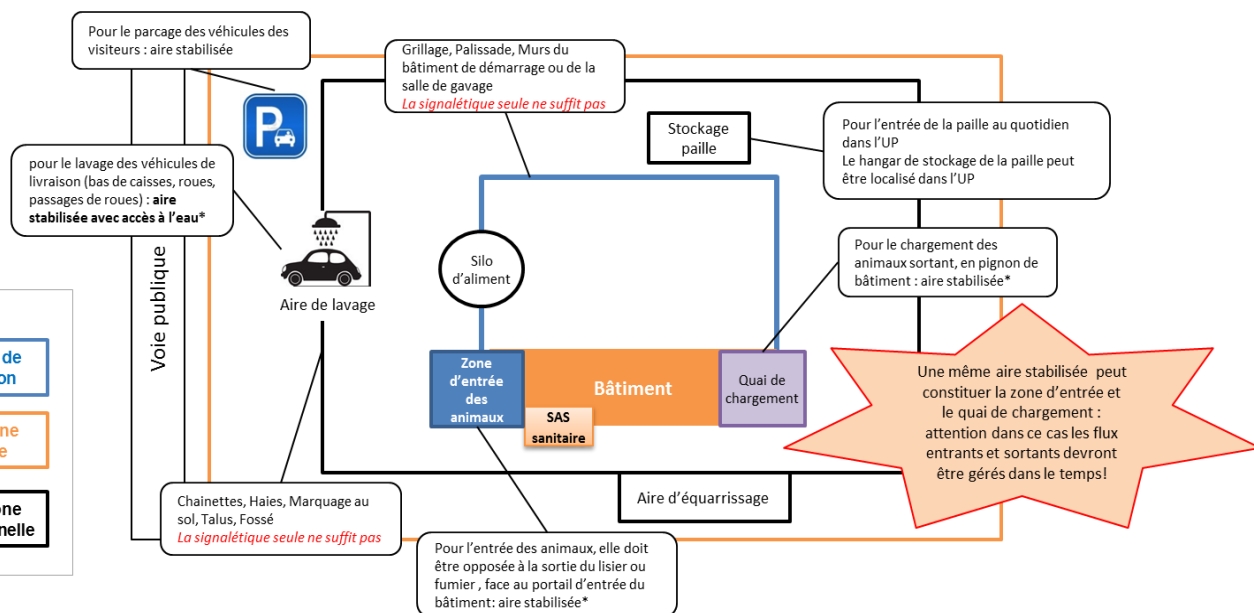 Pour le parcage des véhicules des
visiteurs : aire stabilisée
P
Grillage, Palissade, Murs du
bâtiment de démarrage ou de la
salle de gavage
La signalétique seule ne suffit pas
Stockage
paille
Pour l'entrée de la paille au quotidien
dans l'UP
Le hangar de stockage de la paille peut
être localisé dans l'UP
pour le lavage des véhicules de
livraison (bas de caisses, roues,
passages de roues) : aire
stabilisée avec accès à l'eau*
Voie publique
Aire de lavage
Silo
d'aliment
Pour le chargement des
animaux sortant, en pignon de
bâtiment : aire stabilisée*
de
on
ne
e
one
nelle
Zone
d'entrée
des
animaux
Bâtiment
SAS
sanitaire
Quai de
chargement
Une même aire stabilisée peut
constituer la zone d'entrée et
le quai de chargement :
attention dans ce cas les flux
entrants et sortants devront
être gérés dans le temps!
Aire d'équarrissage
Chainettes, Haies, Marquage au
sol, Talus, Fossé
La signalétique seule ne suffit pas
Pour l'entrée des animaux, elle doit
être opposée à la sortie du lisier ou
fumier , face au portail d'entrée du
bâtiment: aire stabilisée*